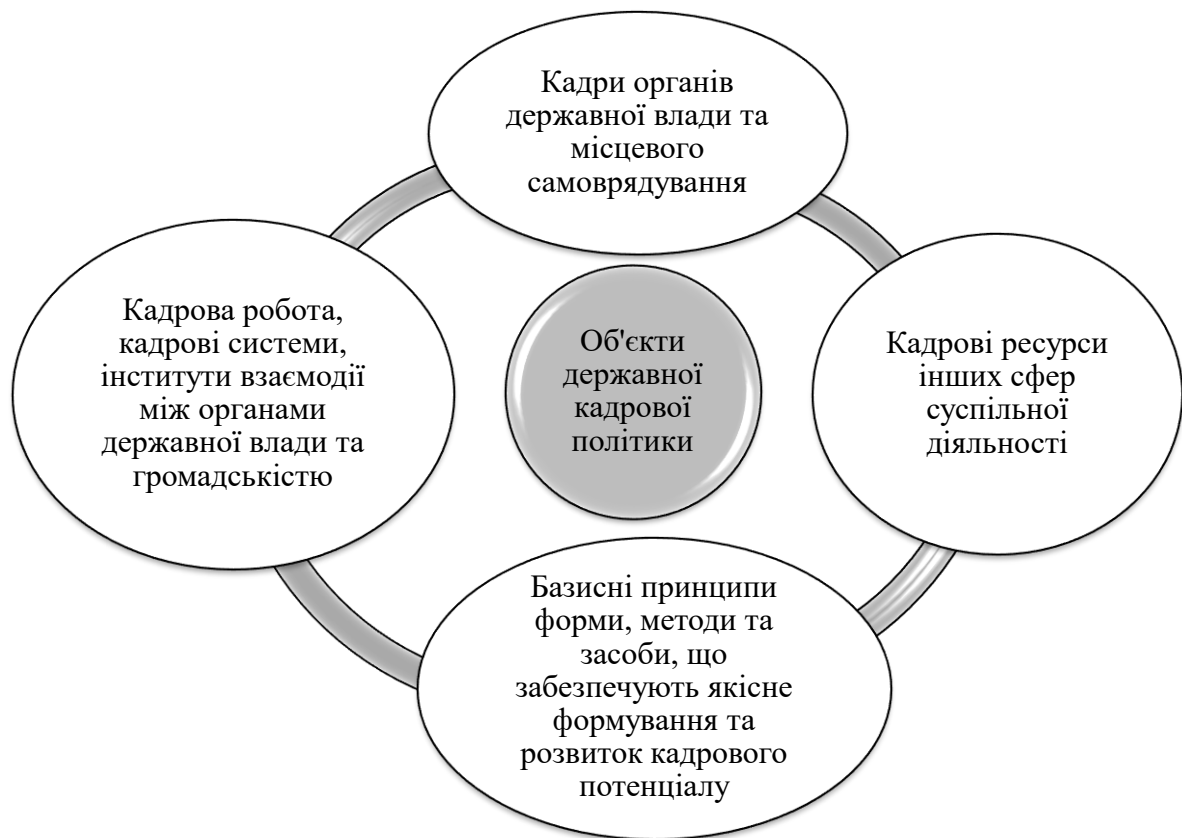 Кадри органів
державної влади та
місцевого
самоврядування
Кадрова робота,
кадрові системи,
інститути взаємодії
між органами
державної влади та
громадськістю
Об'єкти
державної
кадрової
політики
Кадрові ресурси
інших сфер
суспільної
діяльності
Базисні принципи
форми, методи та
засоби, що
забезпечують якісне
формування та
розвиток кадрового
потенціалу